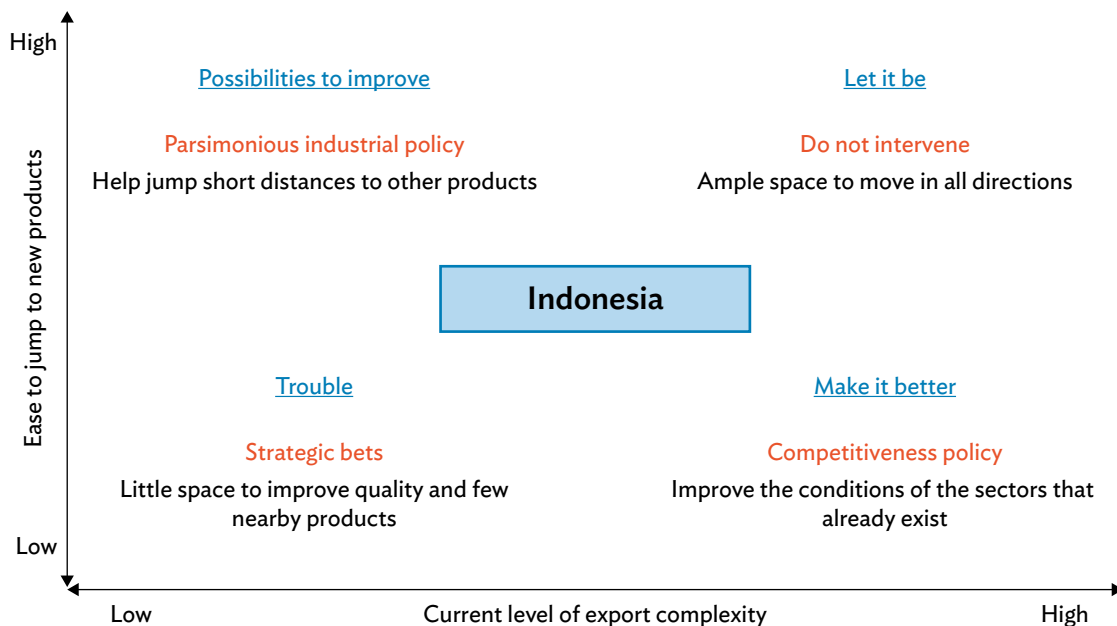 High
Possibilities to improve
Let it be
Parsimonious industrial policy
Do not intervene
Help jump short distances to other products
Ample space to move in all directions
Ease to jump to new products
Indonesia
Trouble
Make it better
Strategic bets
Competitiveness policy
Little space to improve quality and few
nearby products
Improve the conditions of the sectors that
already exist
Low
Low
Current level of export complexity
High